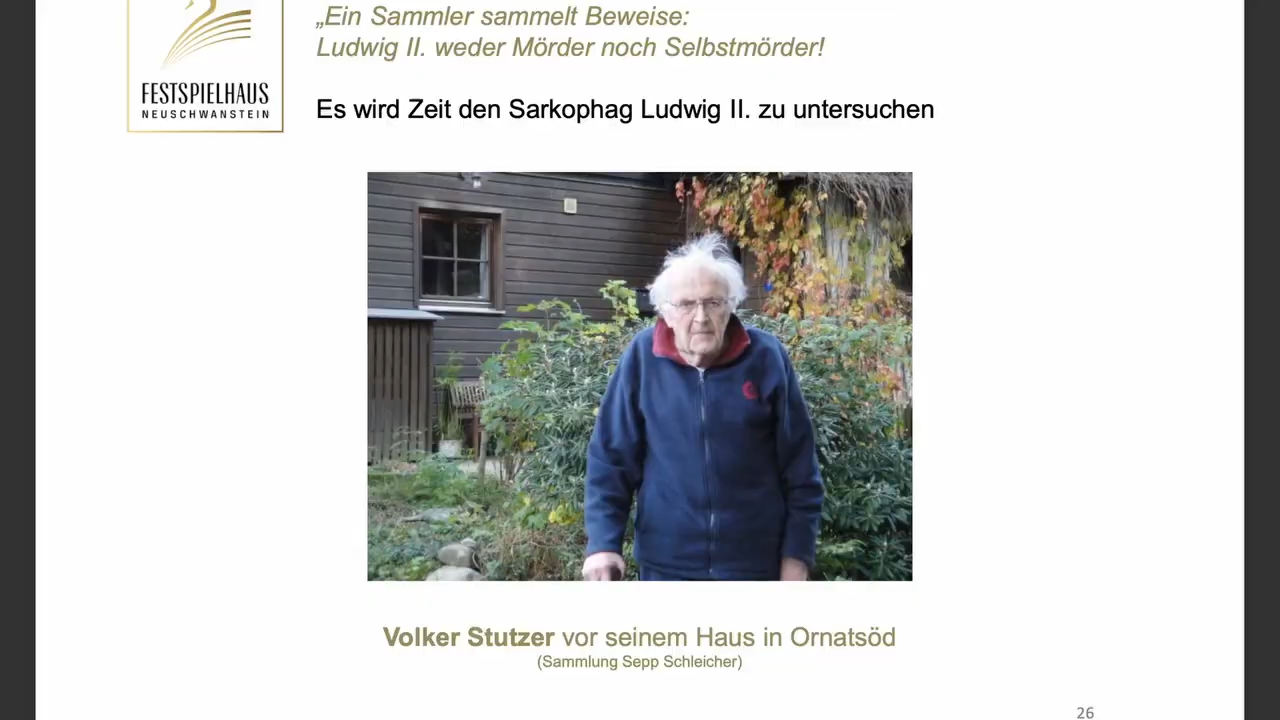 FESTSPIELHAUS
NEUSCHWANSTEIN
„Ein Sammler sammelt Beweise:
Ludwig II. weder Mörder noch Selbstmörder!
Es wird Zeit den Sarkophag Ludwig II. zu untersuchen
Volker Stutzer vor seinem Haus in Ornatsöd
(Sammlung Sepp Schleicher)
26